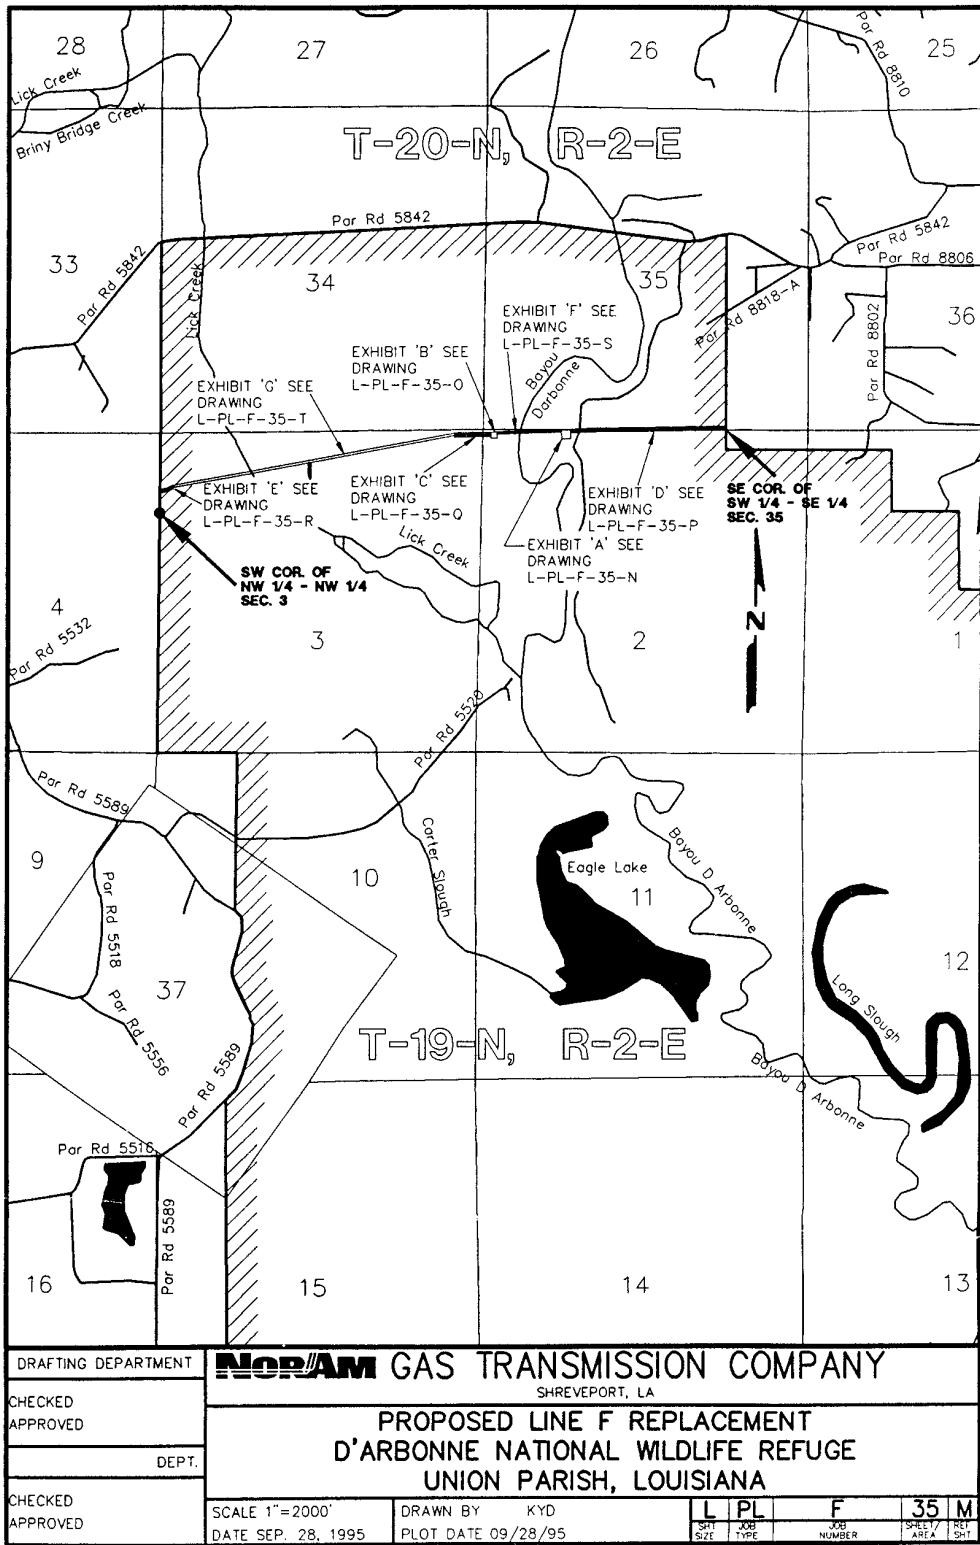 28
27
26
25
Lick Creek
Briny Bridge Creek
Par Rd 8810
T-20-N, R-2-E
Par Rd 5842
Par Rd 5842
33
34
35
36
Lick Creek
Par Rd 5842
Par Rd 8806
Par Rd 8818-A
Par Rd 8802
EXHIBIT 'F' SEE
DRAWING
L-PL-F-35-S
EXHIBIT 'B' SEE
DRAWING
L-PL-F-35-O
Bayou
Darbonne
EXHIBIT 'G' SEE
DRAWING
L-PL-F-35-T
EXHIBIT 'E' SEE
DRAWING
L-PL-F-35-R
EXHIBIT 'C' SEE
DRAWING
L-PL-F-35-Q
EXHIBIT 'D' SEE
DRAWING
L-PL-F-35-P
EXHIBIT 'A' SEE
DRAWING
L-PL-F-35-N
SE COR. OF
SW 1/4 - SE 1/4
SEC. 35
SW COR. OF
NW 1/4 - NW 1/4
SEC. 3
Lick Creek
N
4
3
2
1
Par Rd 5532
Par Rd 5520
Par Rd 5589
9
10
11
12
Carter Slough
Eagle Lake
Bayou D Arbonne
Long Slough
Par Rd 5518
37
Par Rd 5556
Par Rd 5589
T-19-N, R-2-E
Bayou D Arbonne
Par Rd 5516
Par Rd 5589
16
15
14
13
DRAFTING DEPARTMENT
CHECKED
APPROVED
DEPT.
CHECKED
APPROVED
NORAM GAS TRANSMISSION COMPANY
SHREVEPORT, LA
PROPOSED LINE F REPLACEMENT
D'ARBONNE NATIONAL WILDLIFE REFUGE
UNION PARISH, LOUISIANA
SCALE 1"=2000'
DATE SEP. 28, 1995
DRAWN BY KYD
PLOT DATE 09/28/95
L PL F 35 M
SHT SIZE
JOB TYPE
JOB NUMBER
SHEET/ AREA
REF SHT